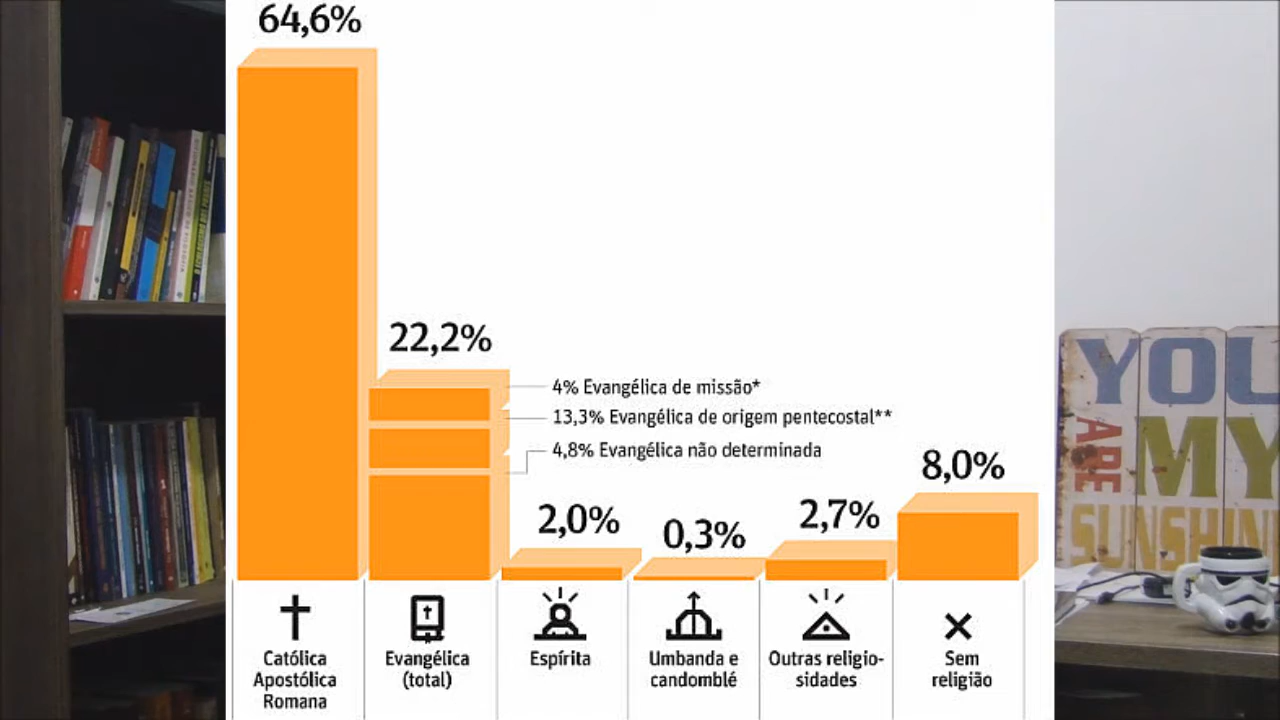 64,6%
22,2%
4% Evangélica de missão*
13,3% Evangélica de origem pentecostal**
4,8% Evangélica não determinada
2,0%
0,3%
2,7%
8,0%
Católica
Apostólica
Romana
Evangélica
(total)
Espírita
Umbanda e
candomblé
Outras religio-
sidades
Sem
religião
YOU
ARE
MY
SUNSHIN